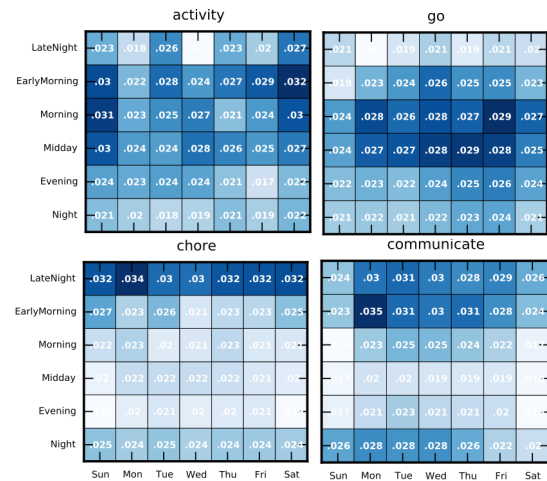 activity go
LateNight .023 .018 .026 .023 .02 .027 .021 .019 .021 .019 .021 .02
EarlyMorning .03 .022 .028 .024 .027 .029 .032 .019 .023 .024 .026 .025 .025 .023
Morning .031 .023 .025 .027 .021 .024 .03 .024 .028 .026 .028 .027 .029 .027
Midday .03 .024 .024 .028 .026 .025 .027 .024 .027 .027 .028 .029 .028 .025
Evening .024 .023 .024 .024 .021 .017 .022 .022 .023 .022 .024 .025 .026 .024
Night .021 .02 .018 .019 .021 .019 .022 .021 .021 .022 .022 .023 .024 .021
chore communicate
LateNight .032 .034 .03 .03 .032 .032 .032 .024 .03 .031 .03 .028 .029 .026
EarlyMorning .027 .023 .026 .021 .023 .023 .025 .023 .035 .031 .03 .031 .028 .024
Morning .022 .023 .02 .021 .023 .021 .023 .025 .025 .024 .022
Midday .02 .022 .022 .022 .021 .02 .02 .02 .019 .019 .019
Evening .02 .021 .02 .021 .02 .017 .021 .023 .021 .021 .02
Night .025 .024 .025 .024 .024 .024 .024 .026 .028 .028 .028 .026 .022 .02
Sun Mon Tue Wed Thu Fri Sat Sun Mon Tue Wed Thu Fri Sat